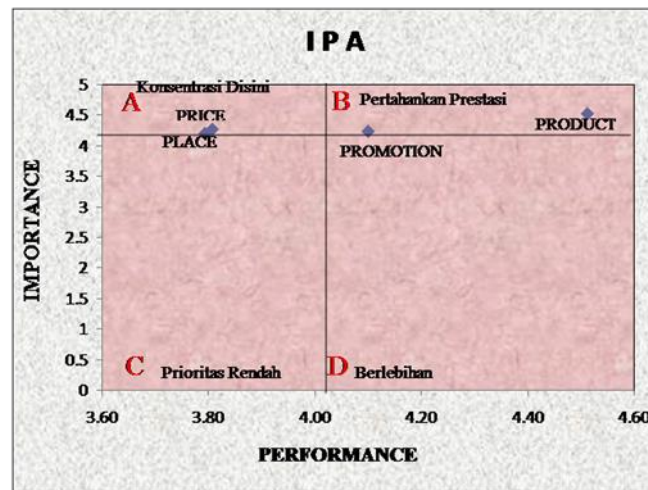 I P A
Konsentrasi Disini
A
B
Pertahankan Prestasi
PRICE
PLACE
PROMOTION
PRODUCT
C
Prioritas Rendah
D
Berlebihan
IMPORTANCE
5
4.5
4
3.5
3
2.5
2
1.5
1
0.5
0
3.60
3.80
4.00
4.20
4.40
4.60
PERFORMANCE